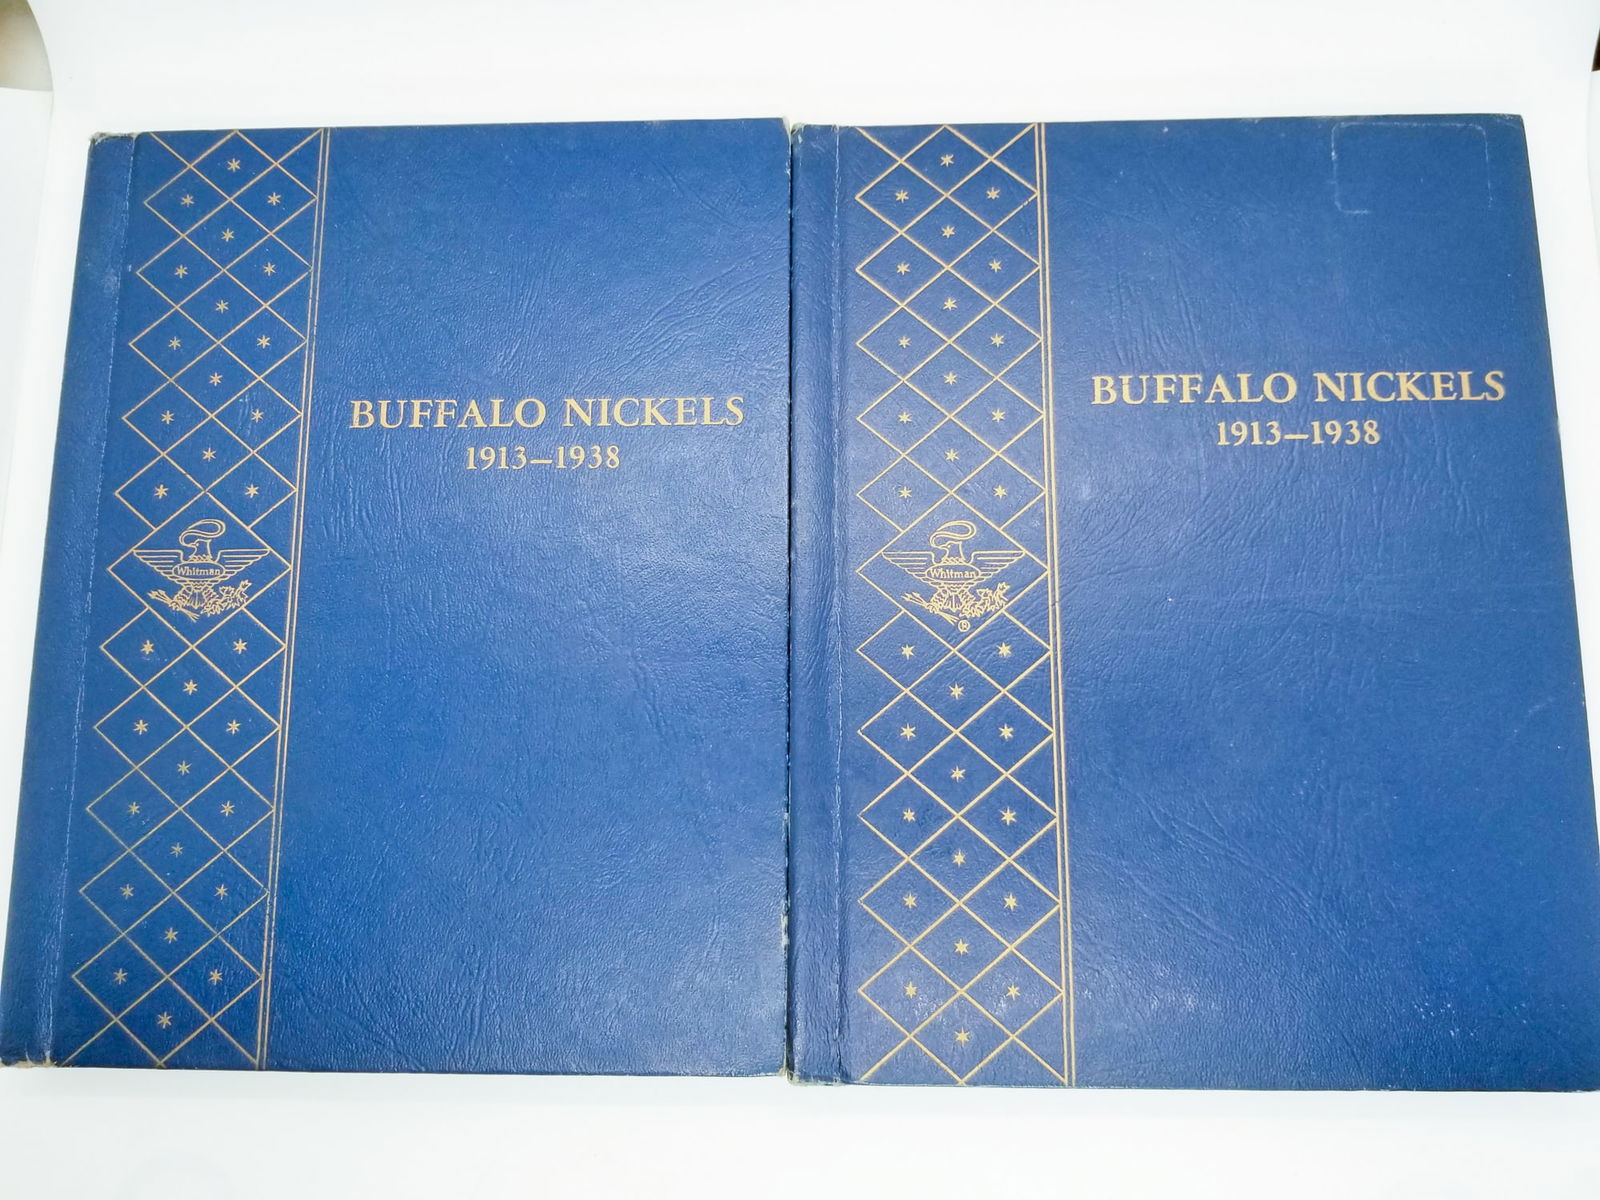 BUFFALO NICKELS
1913–1938
Whitman
BUFFALO NICKELS
1913–1938
Whitman
®